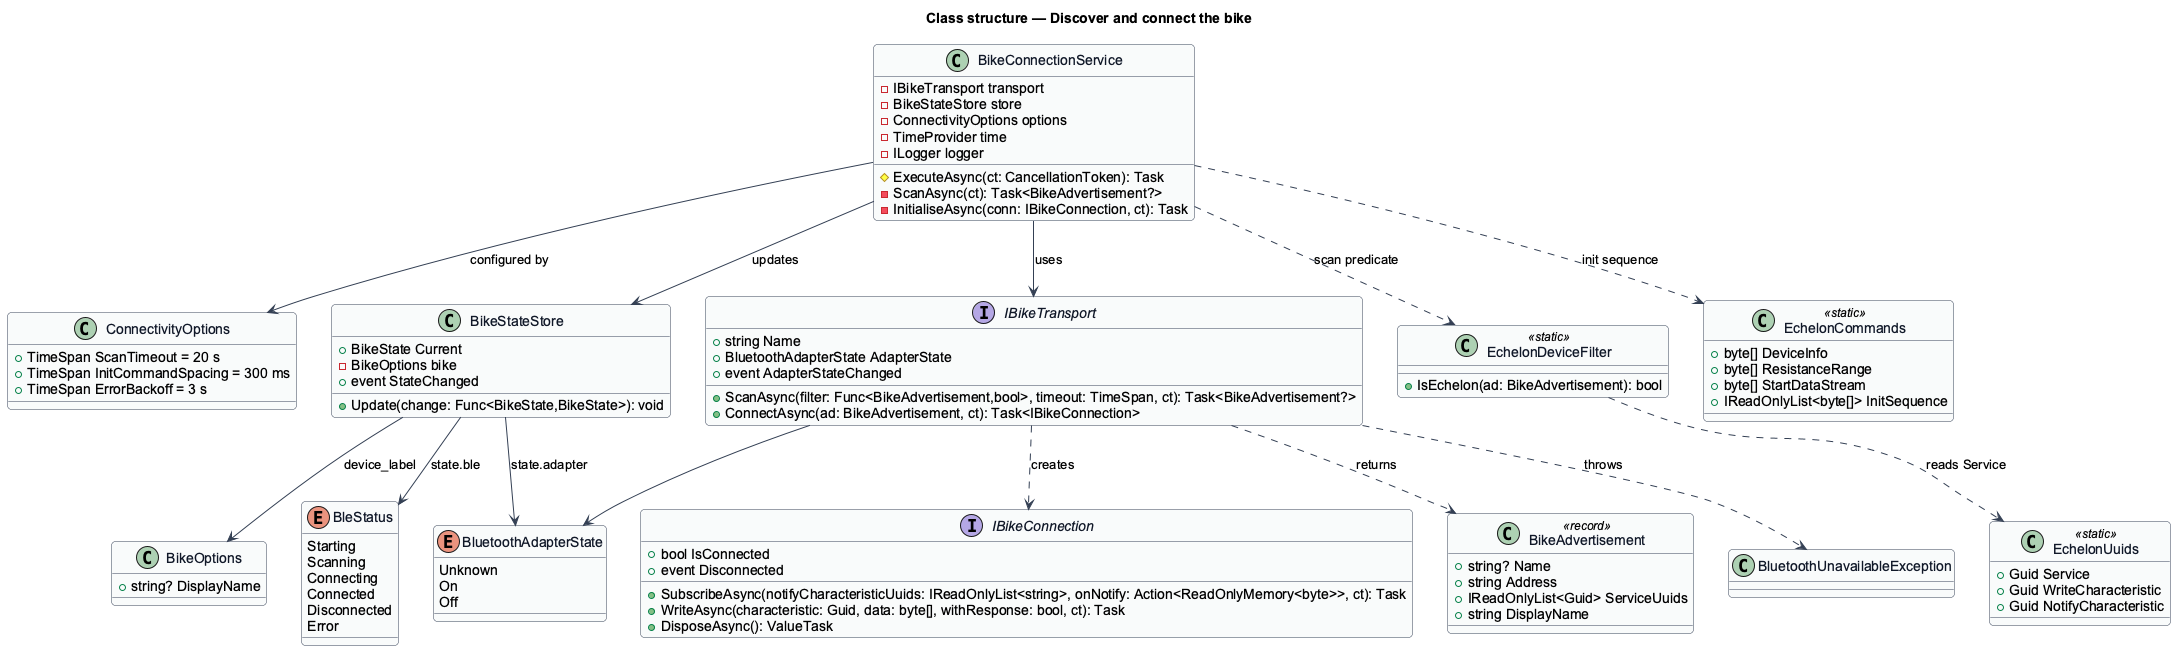 Class structure — Discover and connect the bike
C BikeConnectionService
IBikeTransport transport
BikeStateStore store
ConnectivityOptions options
TimeProvider time
ILogger logger
ExecuteAsync(ct: CancellationToken): Task
ScanAsync(ct): Task<BikeAdvertisement?>
InitialiseAsync(conn: IBikeConnection, ct): Task
configured by
updates
uses
scan predicate
init sequence
C ConnectivityOptions
TimeSpan ScanTimeout = 20 s
TimeSpan InitCommandSpacing = 300 ms
TimeSpan ErrorBackoff = 3 s
C BikeStateStore
BikeState Current
BikeOptions bike
event StateChanged
Update(change: Func<BikeState,BikeState>): void
I IBikeTransport
string Name
BluetoothAdapterState AdapterState
event AdapterStateChanged
ScanAsync(filter: Func<BikeAdvertisement,bool>, timeout: TimeSpan, ct): Task<BikeAdvertisement?>
ConnectAsync(ad: BikeAdvertisement, ct): Task<IBikeConnection>
«static»
C EchelonDeviceFilter
IsEchelon(ad: BikeAdvertisement): bool
«static»
C EchelonCommands
byte[] DeviceInfo
byte[] ResistanceRange
byte[] StartDataStream
IReadOnlyList<byte[]> InitSequence
device_label
state.ble
state.adapter
creates
returns
throws
reads Service
C BikeOptions
string? DisplayName
E BleStatus
Starting
Scanning
Connecting
Connected
Disconnected
Error
E BluetoothAdapterState
Unknown
On
Off
I IBikeConnection
bool IsConnected
event Disconnected
SubscribeAsync(notifyCharacteristicUuids: IReadOnlyList<string>, onNotify: Action<ReadOnlyMemory<byte>>, ct): Task
WriteAsync(characteristic: Guid, data: byte[], withResponse: bool, ct): Task
DisposeAsync(): ValueTask
«record»
C BikeAdvertisement
string? Name
string Address
IReadOnlyList<Guid> ServiceUuids
string DisplayName
C BluetoothUnavailableException
«static»
C EchelonUuids
Guid Service
Guid WriteCharacteristic
Guid NotifyCharacteristic